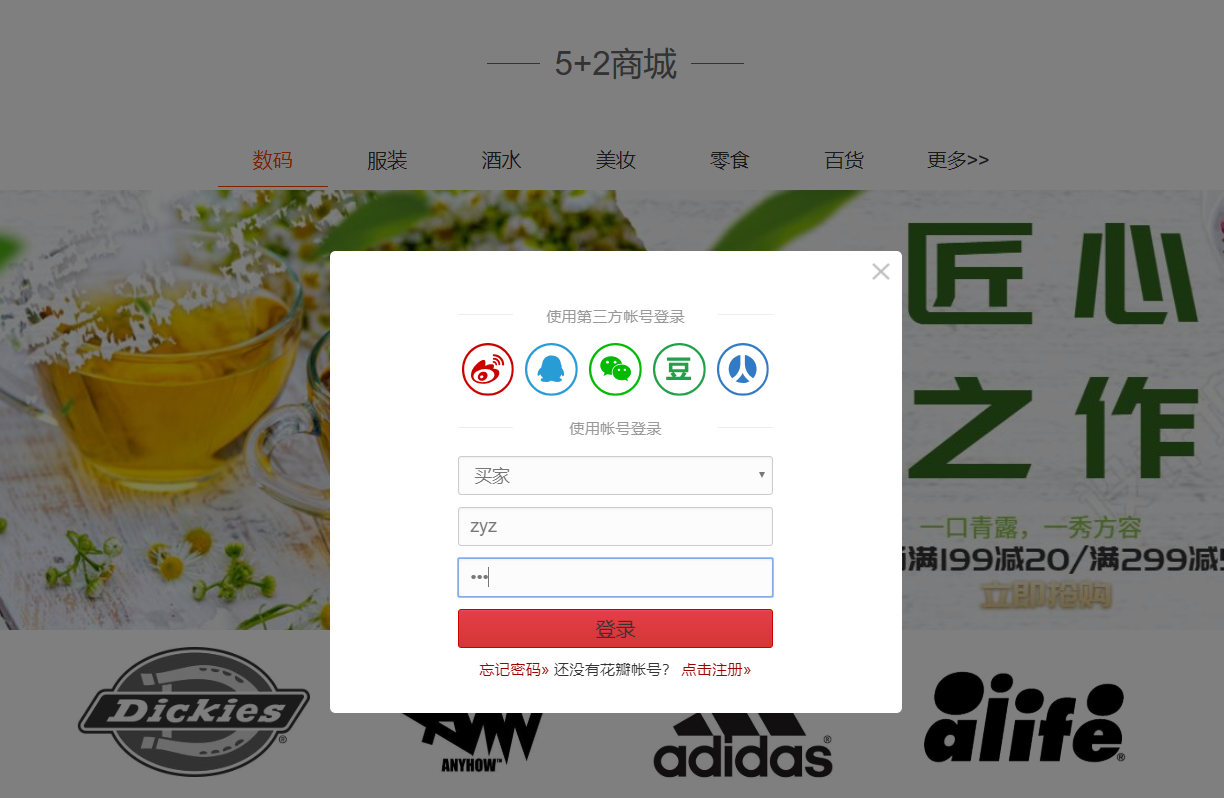 5+2商城
数码 服装 酒水 美妆 零食 百货 更多>>
匠心
之作
一口青露，一秀方容
满199减20/满299减
立即抢购
使用第三方帐号登录
豆
使用帐号登录
买家
zyz
•••
登录
忘记密码» 还没有花瓣帐号？ 点击注册»
Dickies®
ANYHOW™
adidas®
alife®